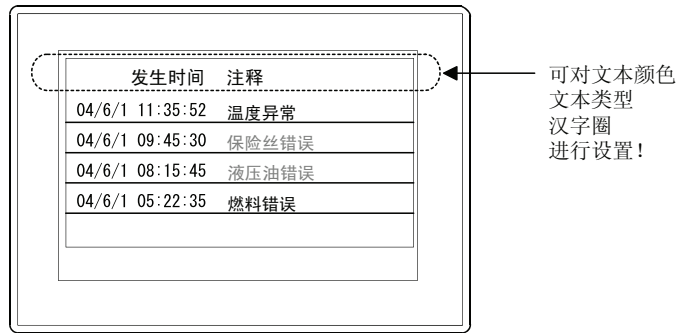 发生时间 注释
04/6/1 11:35:52 温度异常
04/6/1 09:45:30 保险丝错误
04/6/1 08:15:45 液压油错误
04/6/1 05:22:35 燃料错误
可对文本颜色
文本类型
汉字圈
进行设置！